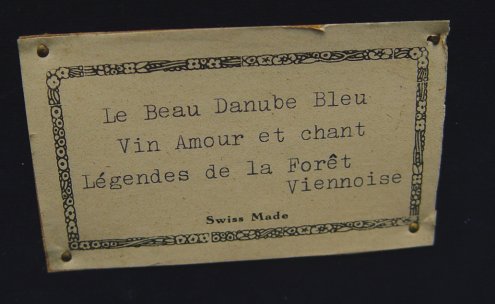 Le Beau Danube Bleu
Vin Amour et chant
Légendes de la Forêt
Viennoise
Swiss Made